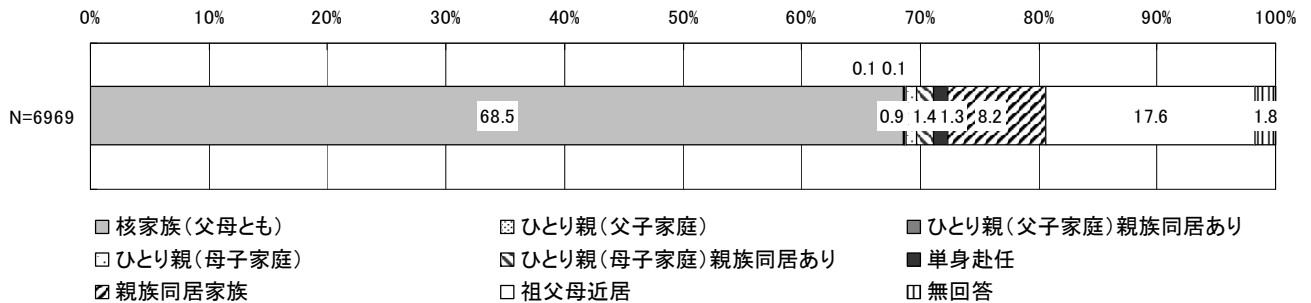 0% 10% 20% 30% 40% 50% 60% 70% 80% 90% 100%
0.1 0.1
N=6969 68.5 0.9 1.4 1.3 8.2 17.6 1.8
核家族(父母とも) ひとり親(父子家庭) ひとり親(父子家庭)親族同居あり
ひとり親(母子家庭) ひとり親(母子家庭)親族同居あり 単身赴任
親族同居家族 祖父母近居 無回答